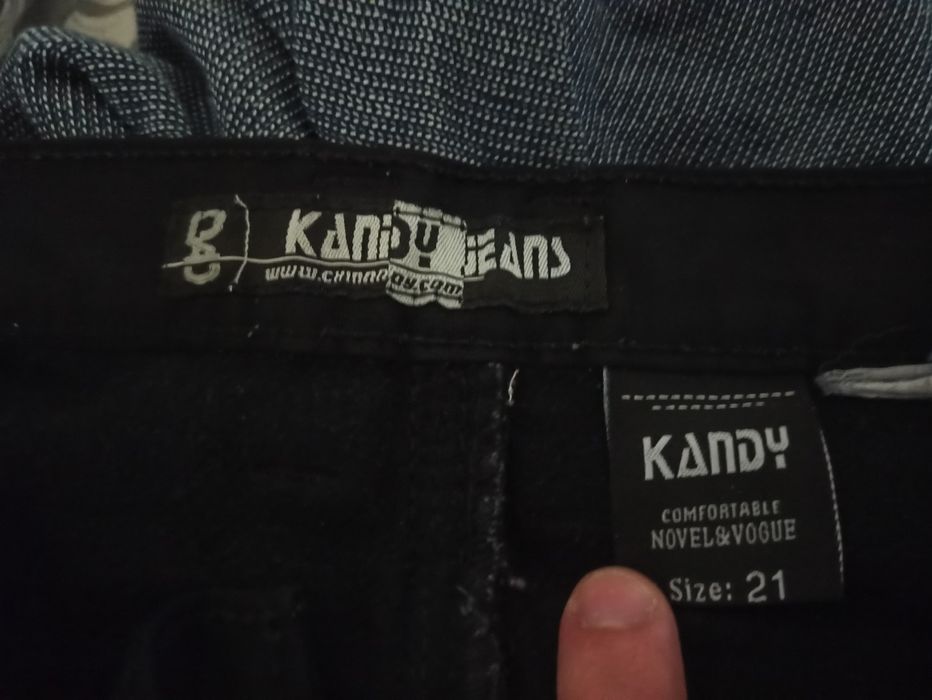 KANDY JEANS
KANDY
COMFORTABLE
NOVEL&VOGUE
Size: 21